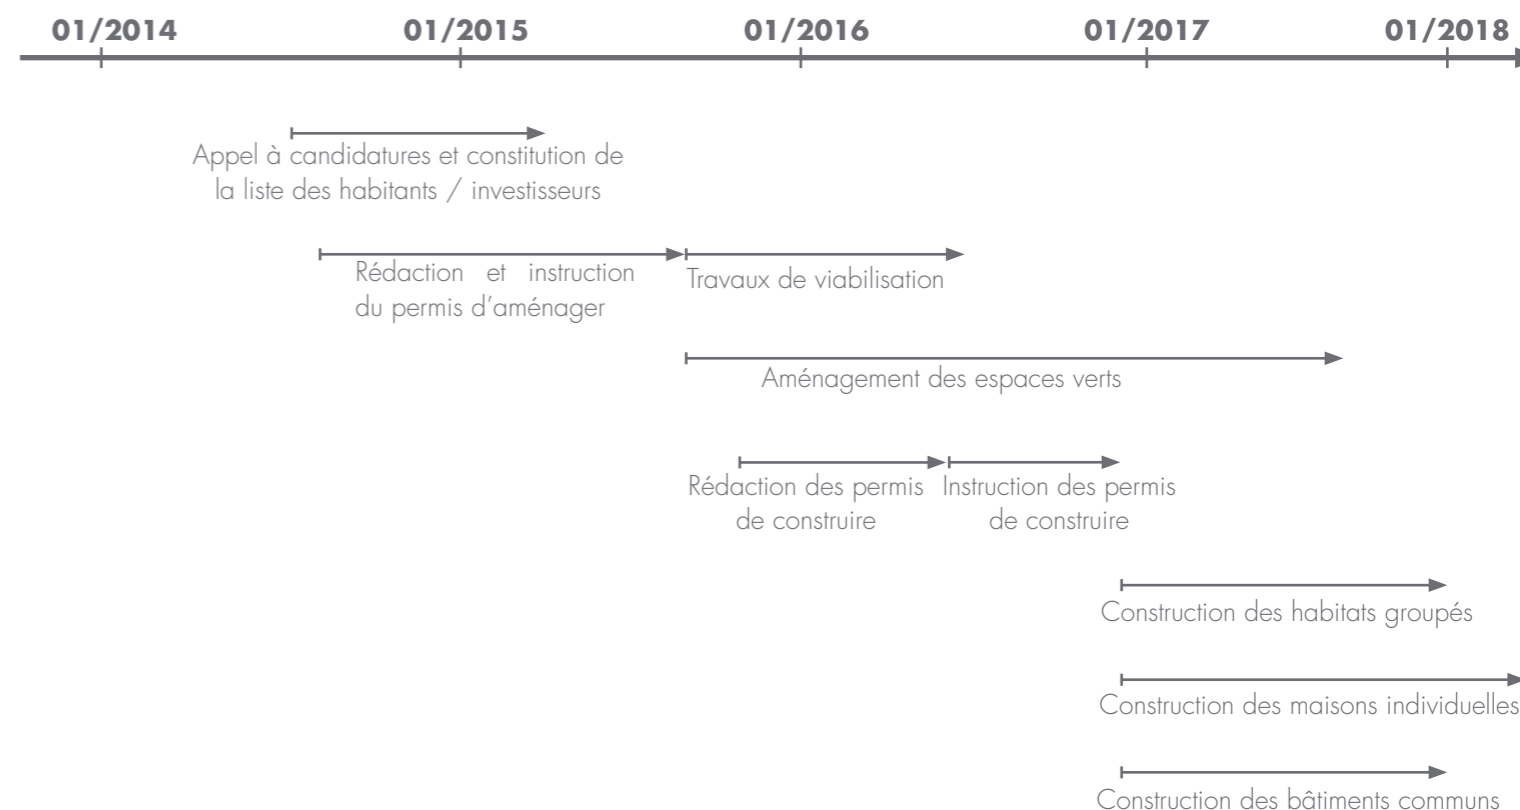 01/2014 01/2015 01/2016 01/2017 01/2018
Appel à candidatures et constitution de
la liste des habitants / investisseurs
Rédaction et instruction
du permis d'aménager
Travaux de viabilisation
Aménagement des espaces verts
Rédaction des permis
de construire
Instruction des permis
de construire
Construction des habitats groupés
Construction des maisons individuelles
Construction des bâtiments communs